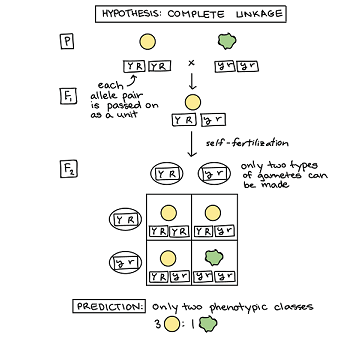 HYPOTHESIS: COMPLETE LINKAGE
P
YR YR x yr yr
each
allele pair
is passed on
as a unit
F1
YR yr
self-fertilization
F2
YR yr
only two types
of gametes can
be made
YR
YR YR YR yr
yr
YR yr yr yr
PREDICTION: only two phenotypic classes
3 : 1